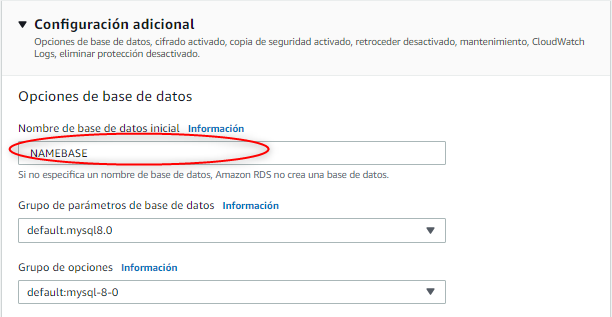 Configuración adicional
Opciones de base de datos, cifrado activado, copia de seguridad activado, retroceder desactivado, mantenimiento, CloudWatch
Logs, eliminar protección desactivado.
Opciones de base de datos
Nombre de base de datos inicial Información
NAMEBASE
Si no especifica un nombre de base de datos, Amazon RDS no crea una base de datos.
Grupo de parámetros de base de datos Información
default.mysql8.0
Grupo de opciones Información
default:mysql-8-0